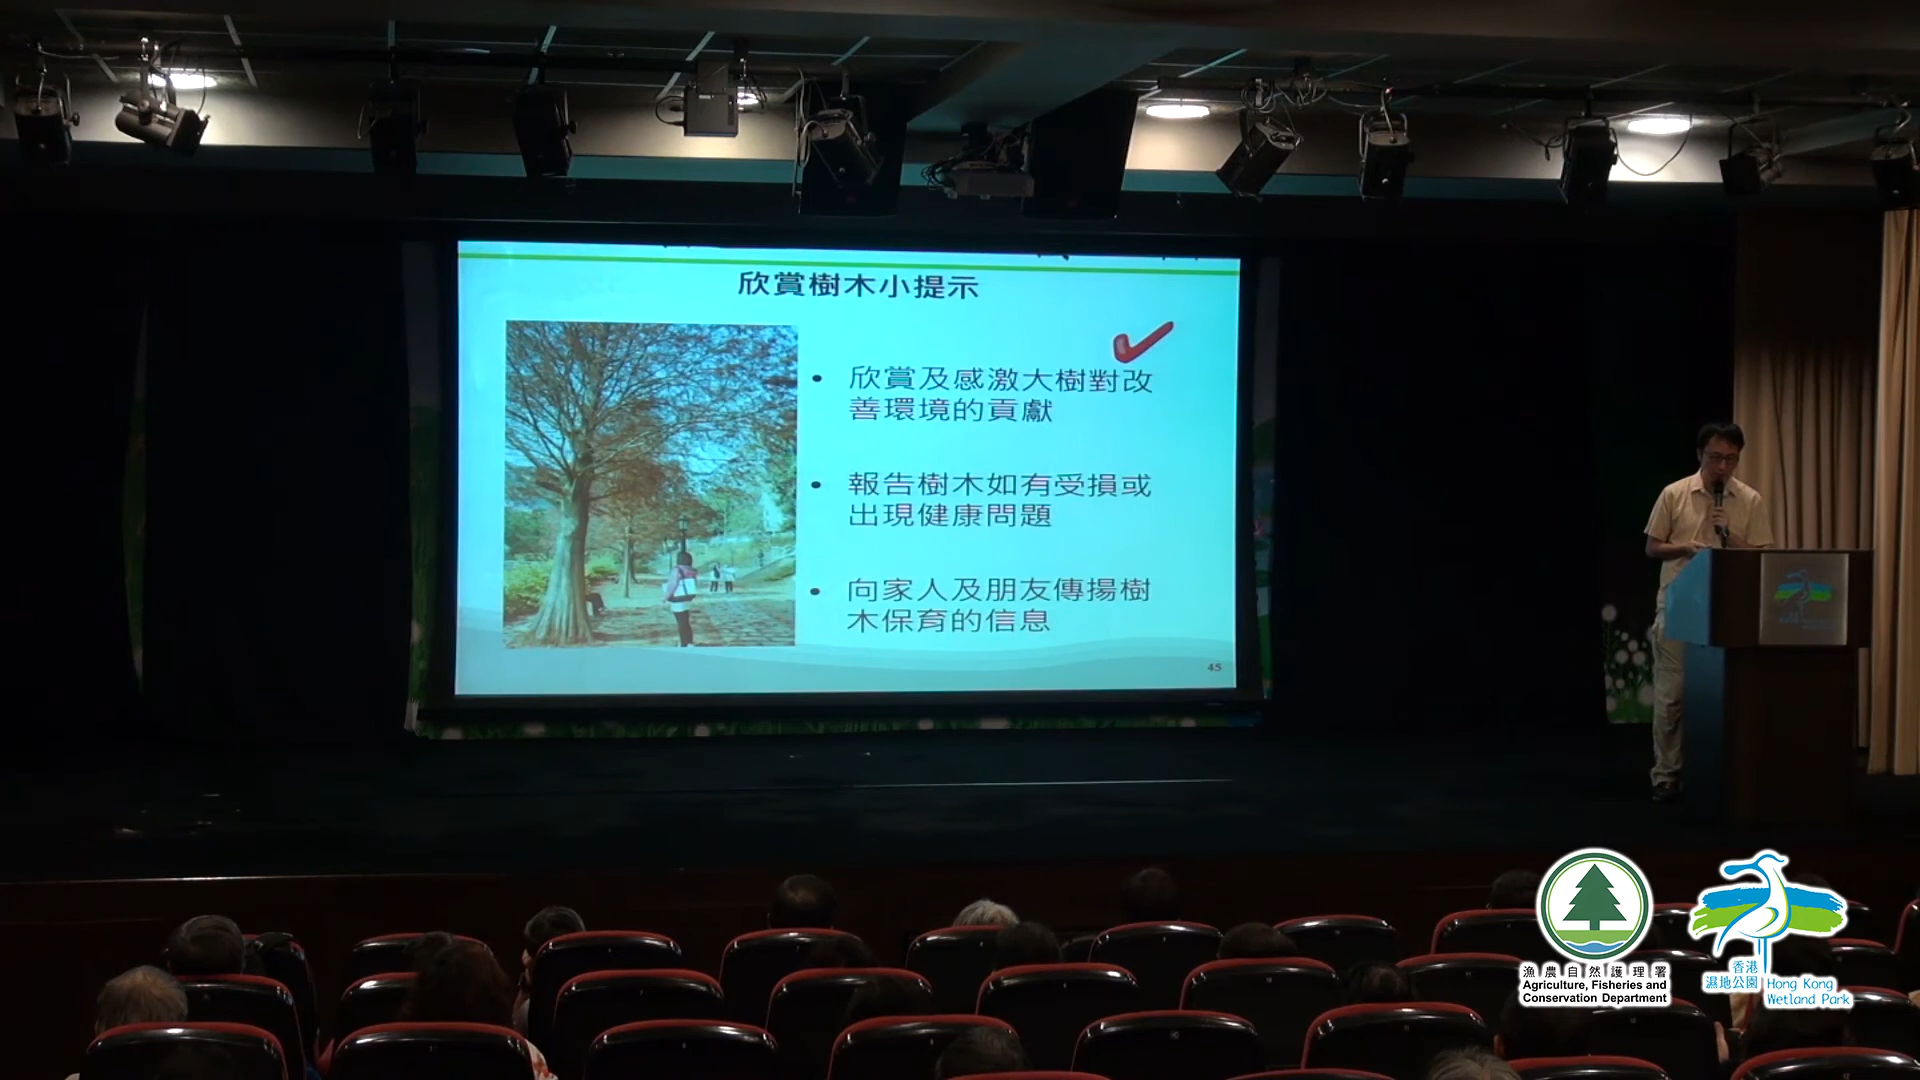 欣賞樹木小提示
• 欣賞及感激大樹對改
善環境的貢獻
• 報告樹木如有受損或
出現健康問題
• 向家人及朋友傳揚樹
木保育的信息
45
漁農自然護理署
Agriculture, Fisheries and
Conservation Department
香港
濕地公園
Hong Kong
Wetland Park